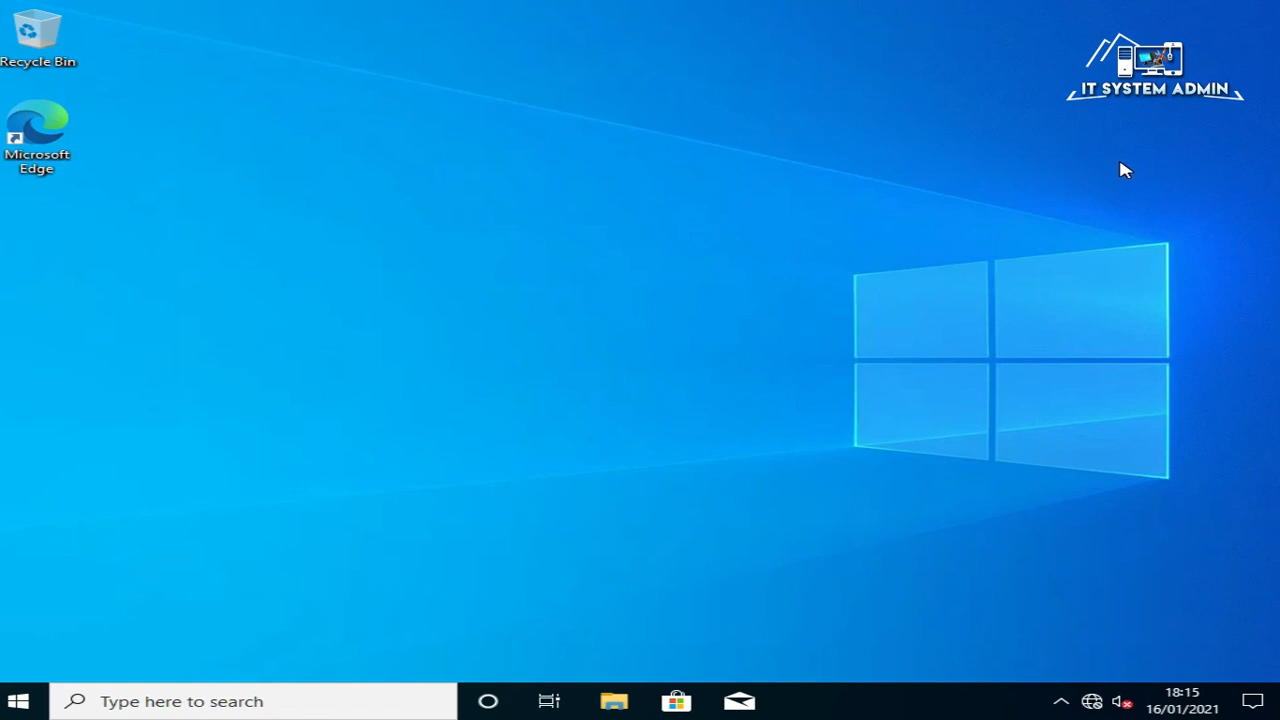 Recycle Bin
IT SYSTEM ADMIN
Microsoft
Edge
Type here to search
18:15
16/01/2021